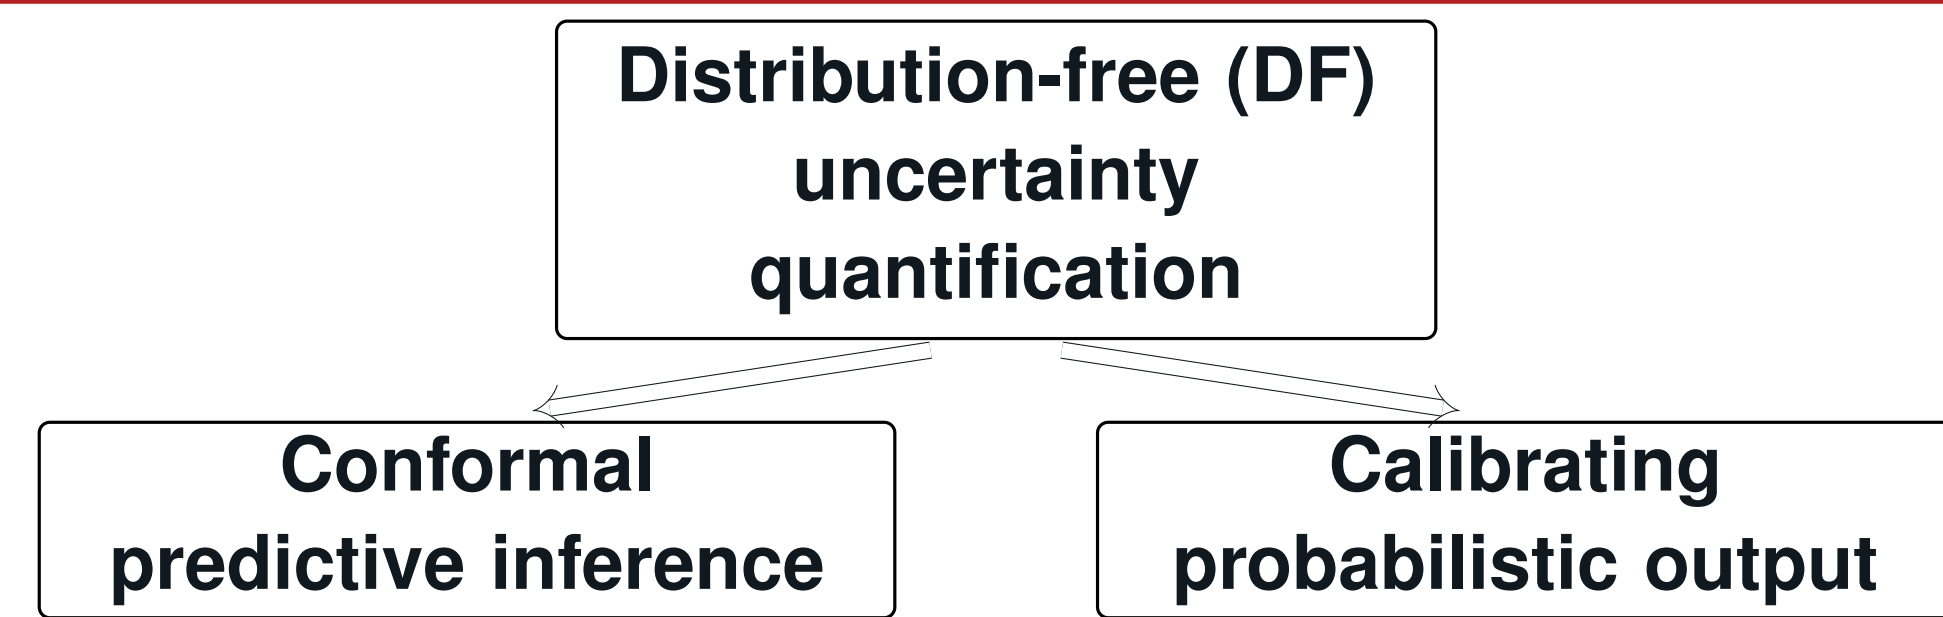 Distribution-free (DF)
uncertainty
quantification
Conformal
predictive inference
Calibrating
probabilistic output